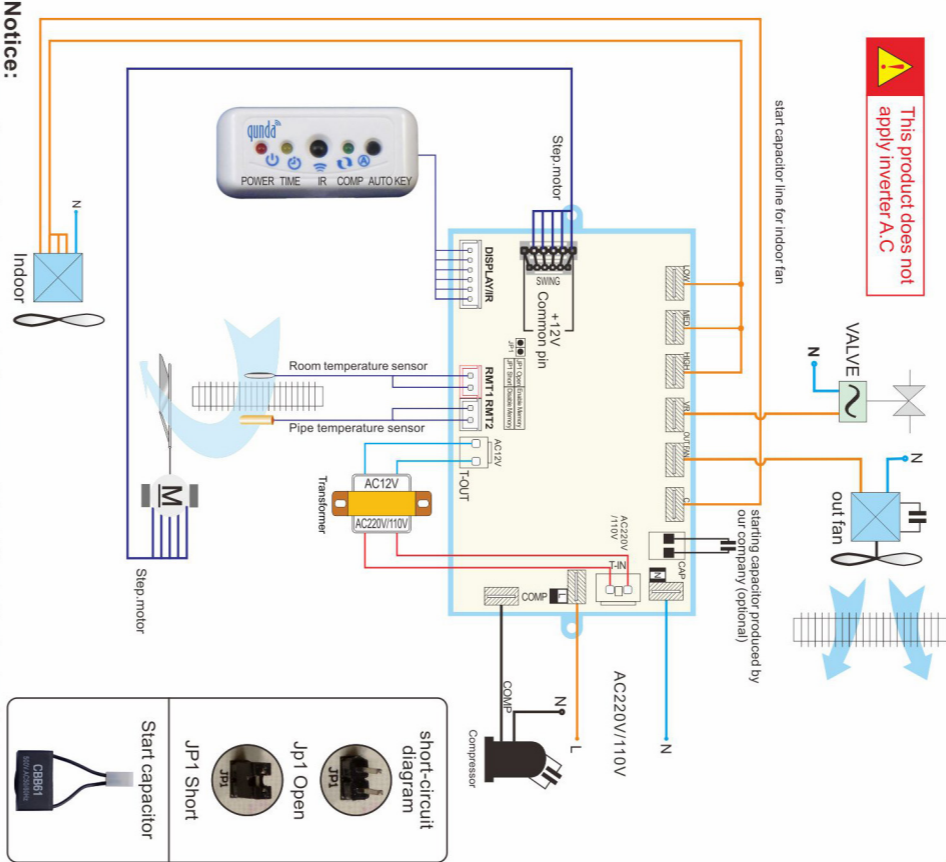 Notice:
This product does not
apply inverter A.C
start capacitor line for indoor fan
N
Indoor
qunda
POWER TIME IR COMP AUTO KEY
Step.motor
DISPLAY/IR
SWING
+12V
Common pin
JP1
JP1 Open Enable Memory
JP1 Short Disable Memory
LOW
MED
HIGH
VR
OUT FAN
C
VALVE
N
N
out fan
Room temperature sensor
RMT1 RMT2
Pipe temperature sensor
AC12V
T-OUT
AC12V
AC220V/110V
Transformer
M
Step.motor
AC220V
/110V
T-IN
CAP
starting capacitor produced by
our company (optional)
N
L
COMP
AC220V/110V
N
L
N
COMP
Compressor
short-circuit
diagram
Jp1 Open
JP1
JP1 Short
JP1
Start capacitor
CBB61